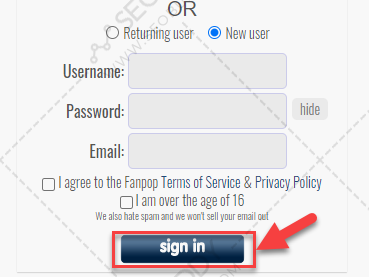 OR
Returning user New user
Username:
Password: hide
Email:
I agree to the Fanpop Terms of Service & Privacy Policy
I am over the age of 16
We also hate spam and we won't sell your email out
sign in